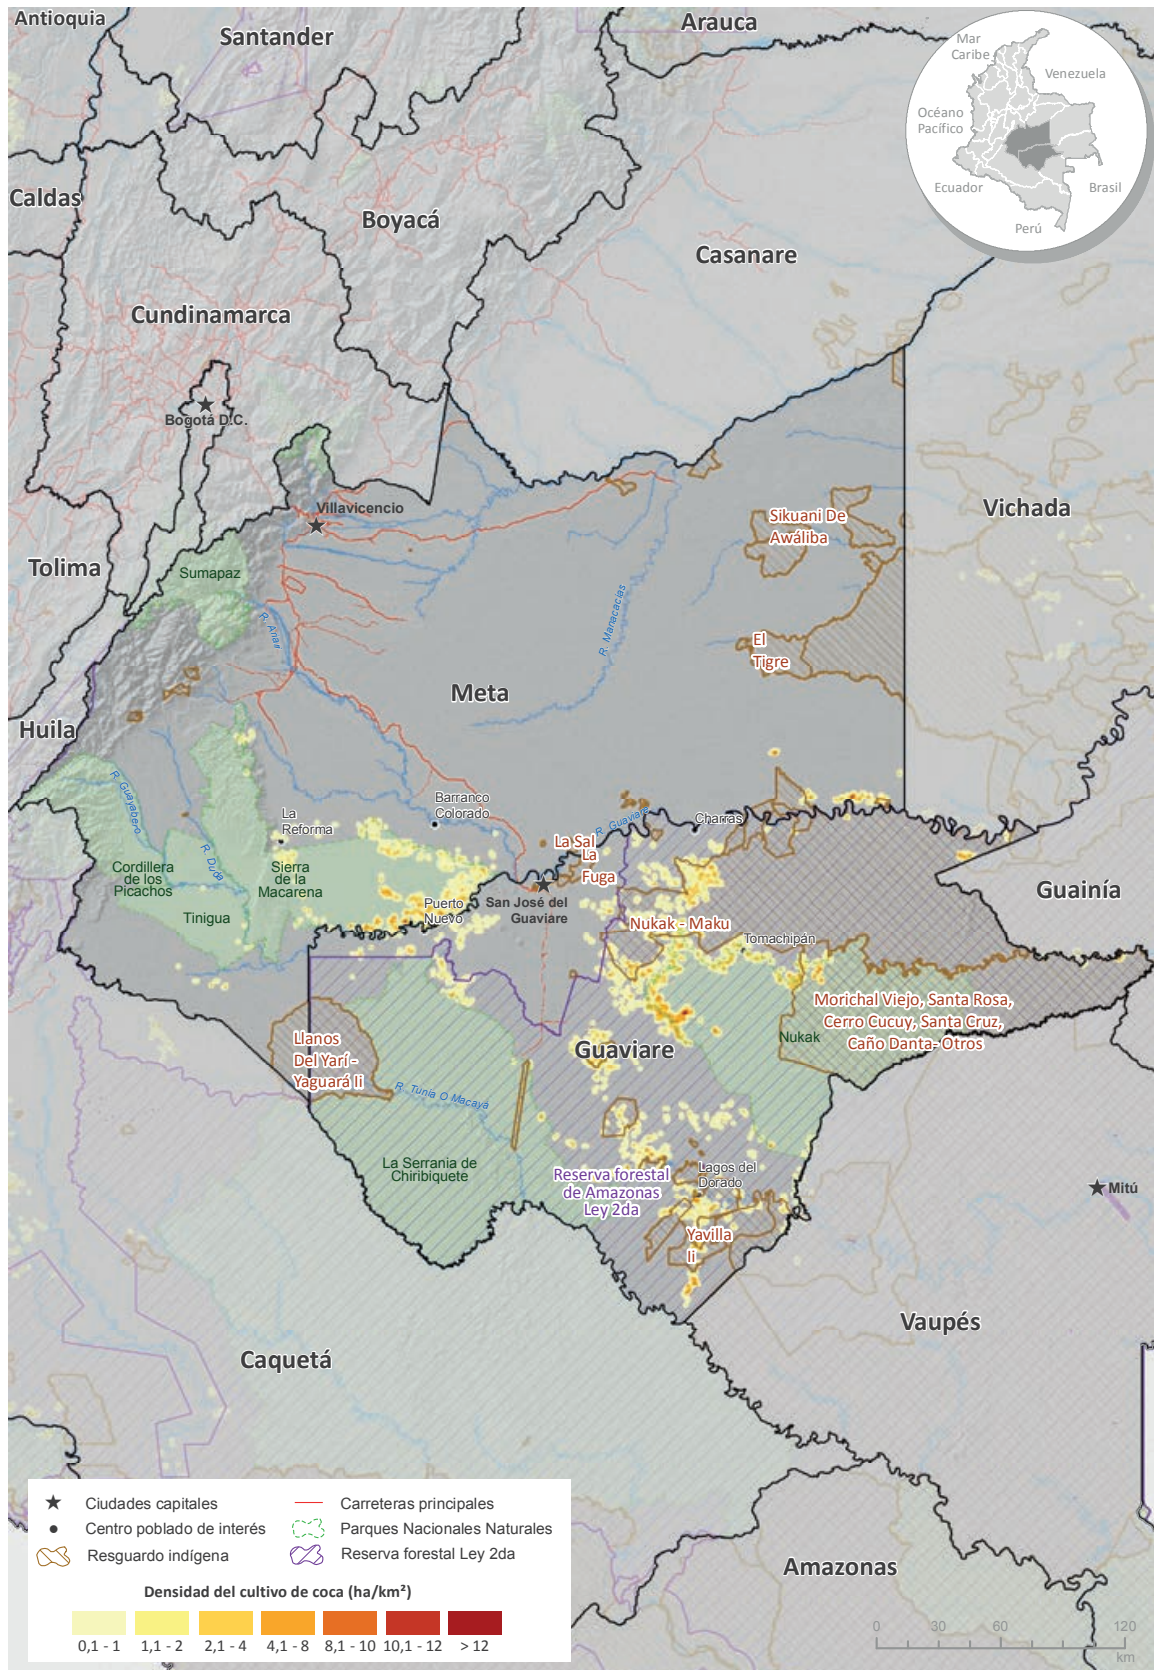 Antioquia
Santander
Arauca
Mar
Caribe
Venezuela
Océano
Pacífico
Ecuador
Brasil
Perú
Caldas
Boyacá
Casanare
Cundinamarca
Bogotá D.C.
Villavicencio
Sikuani De
Awáliba
Vichada
Tolima
Sumapaz
R. Ariari
R. Manacacias
El
Tigre
Meta
Huila
R. Guayabero
R. Duda
La
Reforma
Barranco
Colorado
R. Guaviare
Charras
La Sal
La
Fuga
Cordillera
de los
Picachos
Sierra
de la
Macarena
Tinigua
Puerto
Nuevo
San José del
Guaviare
Guainía
Nukak - Maku
Tomachipán
Morichal Viejo, Santa Rosa,
Cerro Cucuy, Santa Cruz,
Caño Danta- Otros
Nukak
Llanos
Del Yarí -
Yaguará Ii
Guaviare
R. Tunia O Macaya
La Serrania de
Chiribiquete
Reserva forestal
de Amazonas
Ley 2da
Lagos del
Dorado
Mitú
Yavilla
Ii
Vaupés
Caquetá
Amazonas
Ciudades capitales
Carreteras principales
Centro poblado de interés
Parques Nacionales Naturales
Resguardo indígena
Reserva forestal Ley 2da
Densidad del cultivo de coca (ha/km²)
0,1 - 1
1,1 - 2
2,1 - 4
4,1 - 8
8,1 - 10
10,1 - 12
> 12
0
30
60
120
km